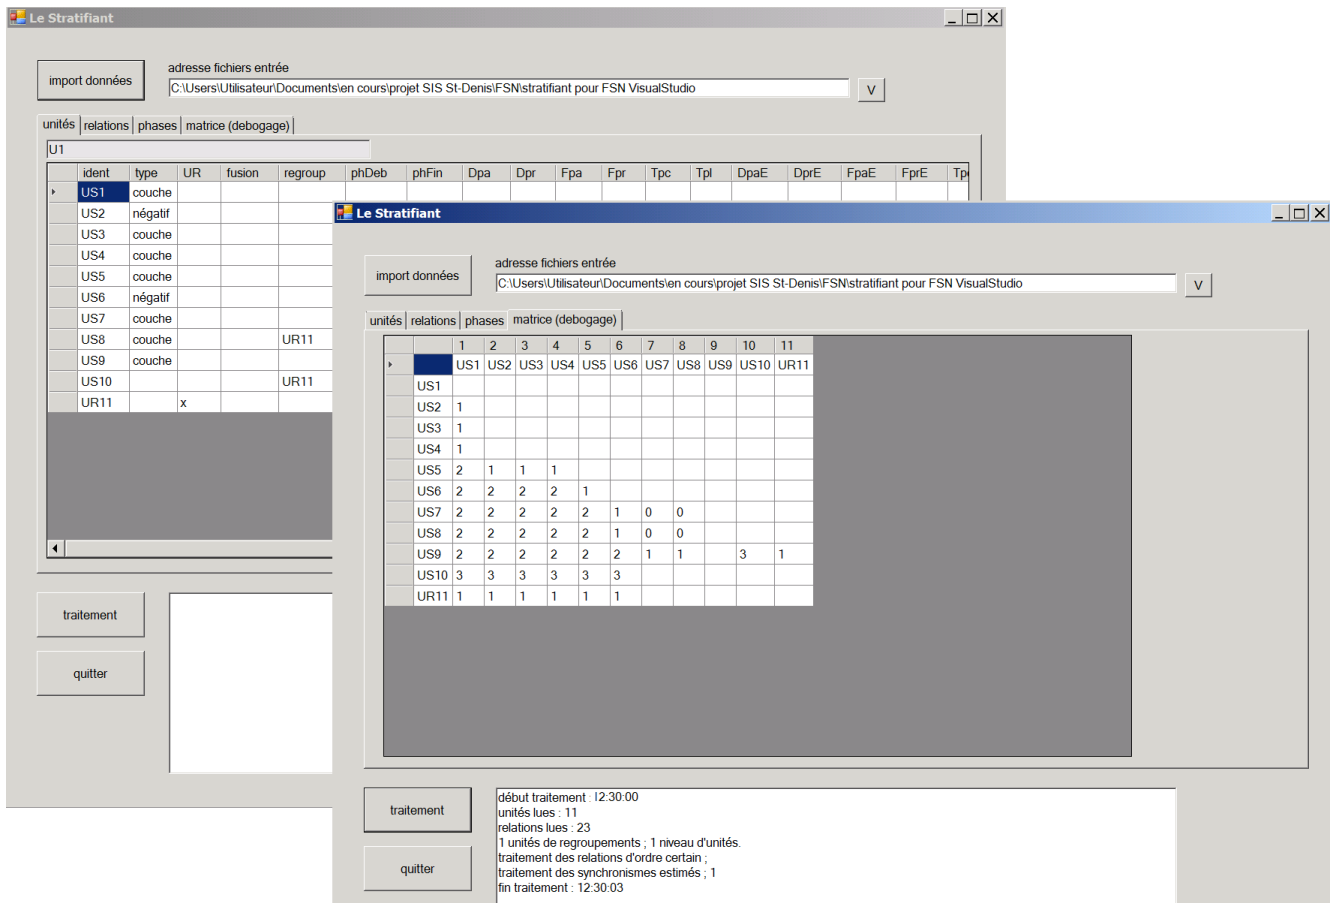 Le Stratifiant
import données
adresse fichiers entrée
C:\Users\Utilisateur\Documents\en cours\projet SIS St-Denis\FSN\stratifiant pour FSN VisualStudio
V
unités relations phases matrice (debogage)
U1
ident type UR fusion regroup phDeb phFin Dpa Dpr Fpa Fpr Tpc Tpl DpaE DprE FpaE FprE
US1 couche
US2 négatif
US3 couche
US4 couche
US5 couche
US6 négatif
US7 couche
US8 couche UR11
US9 couche
US10 UR11
UR11 x
traitement
quitter
Le Stratifiant
import données
adresse fichiers entrée
C:\Users\Utilisateur\Documents\en cours\projet SIS St-Denis\FSN\stratifiant pour FSN VisualStudio
V
unités relations phases matrice (debogage)
1 2 3 4 5 6 7 8 9 10 11
US1 US2 US3 US4 US5 US6 US7 US8 US9 US10 UR11
US1
US2 1
US3 1
US4 1
US5 2 1 1 1
US6 2 2 2 2 1
US7 2 2 2 2 2 1 0 0
US8 2 2 2 2 2 1 0 0
US9 2 2 2 2 2 2 1 1 3 1
US10 3 3 3 3 3 3
UR11 1 1 1 1 1 1
traitement
quitter
début traitement : 12:30:00
unités lues : 11
relations lues : 23
1 unités de regroupements ; 1 niveau d'unités.
traitement des relations d'ordre certain ;
traitement des synchronismes estimés ; 1
fin traitement : 12:30:03